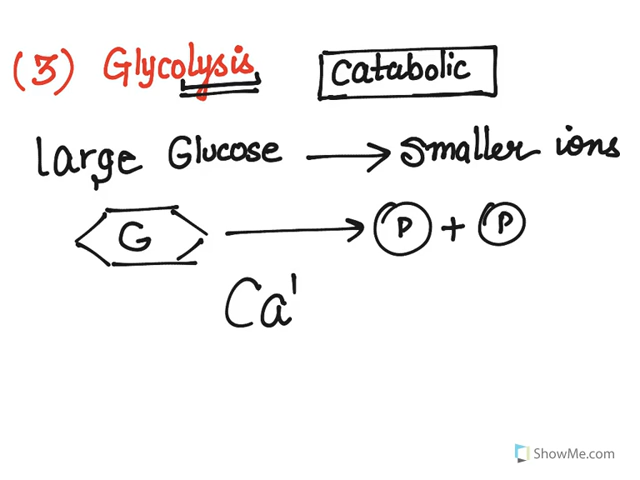 (3) Glycolysis catabolic
large Glucose → Smaller ions
G → P + P
Ca'
ShowMe.com